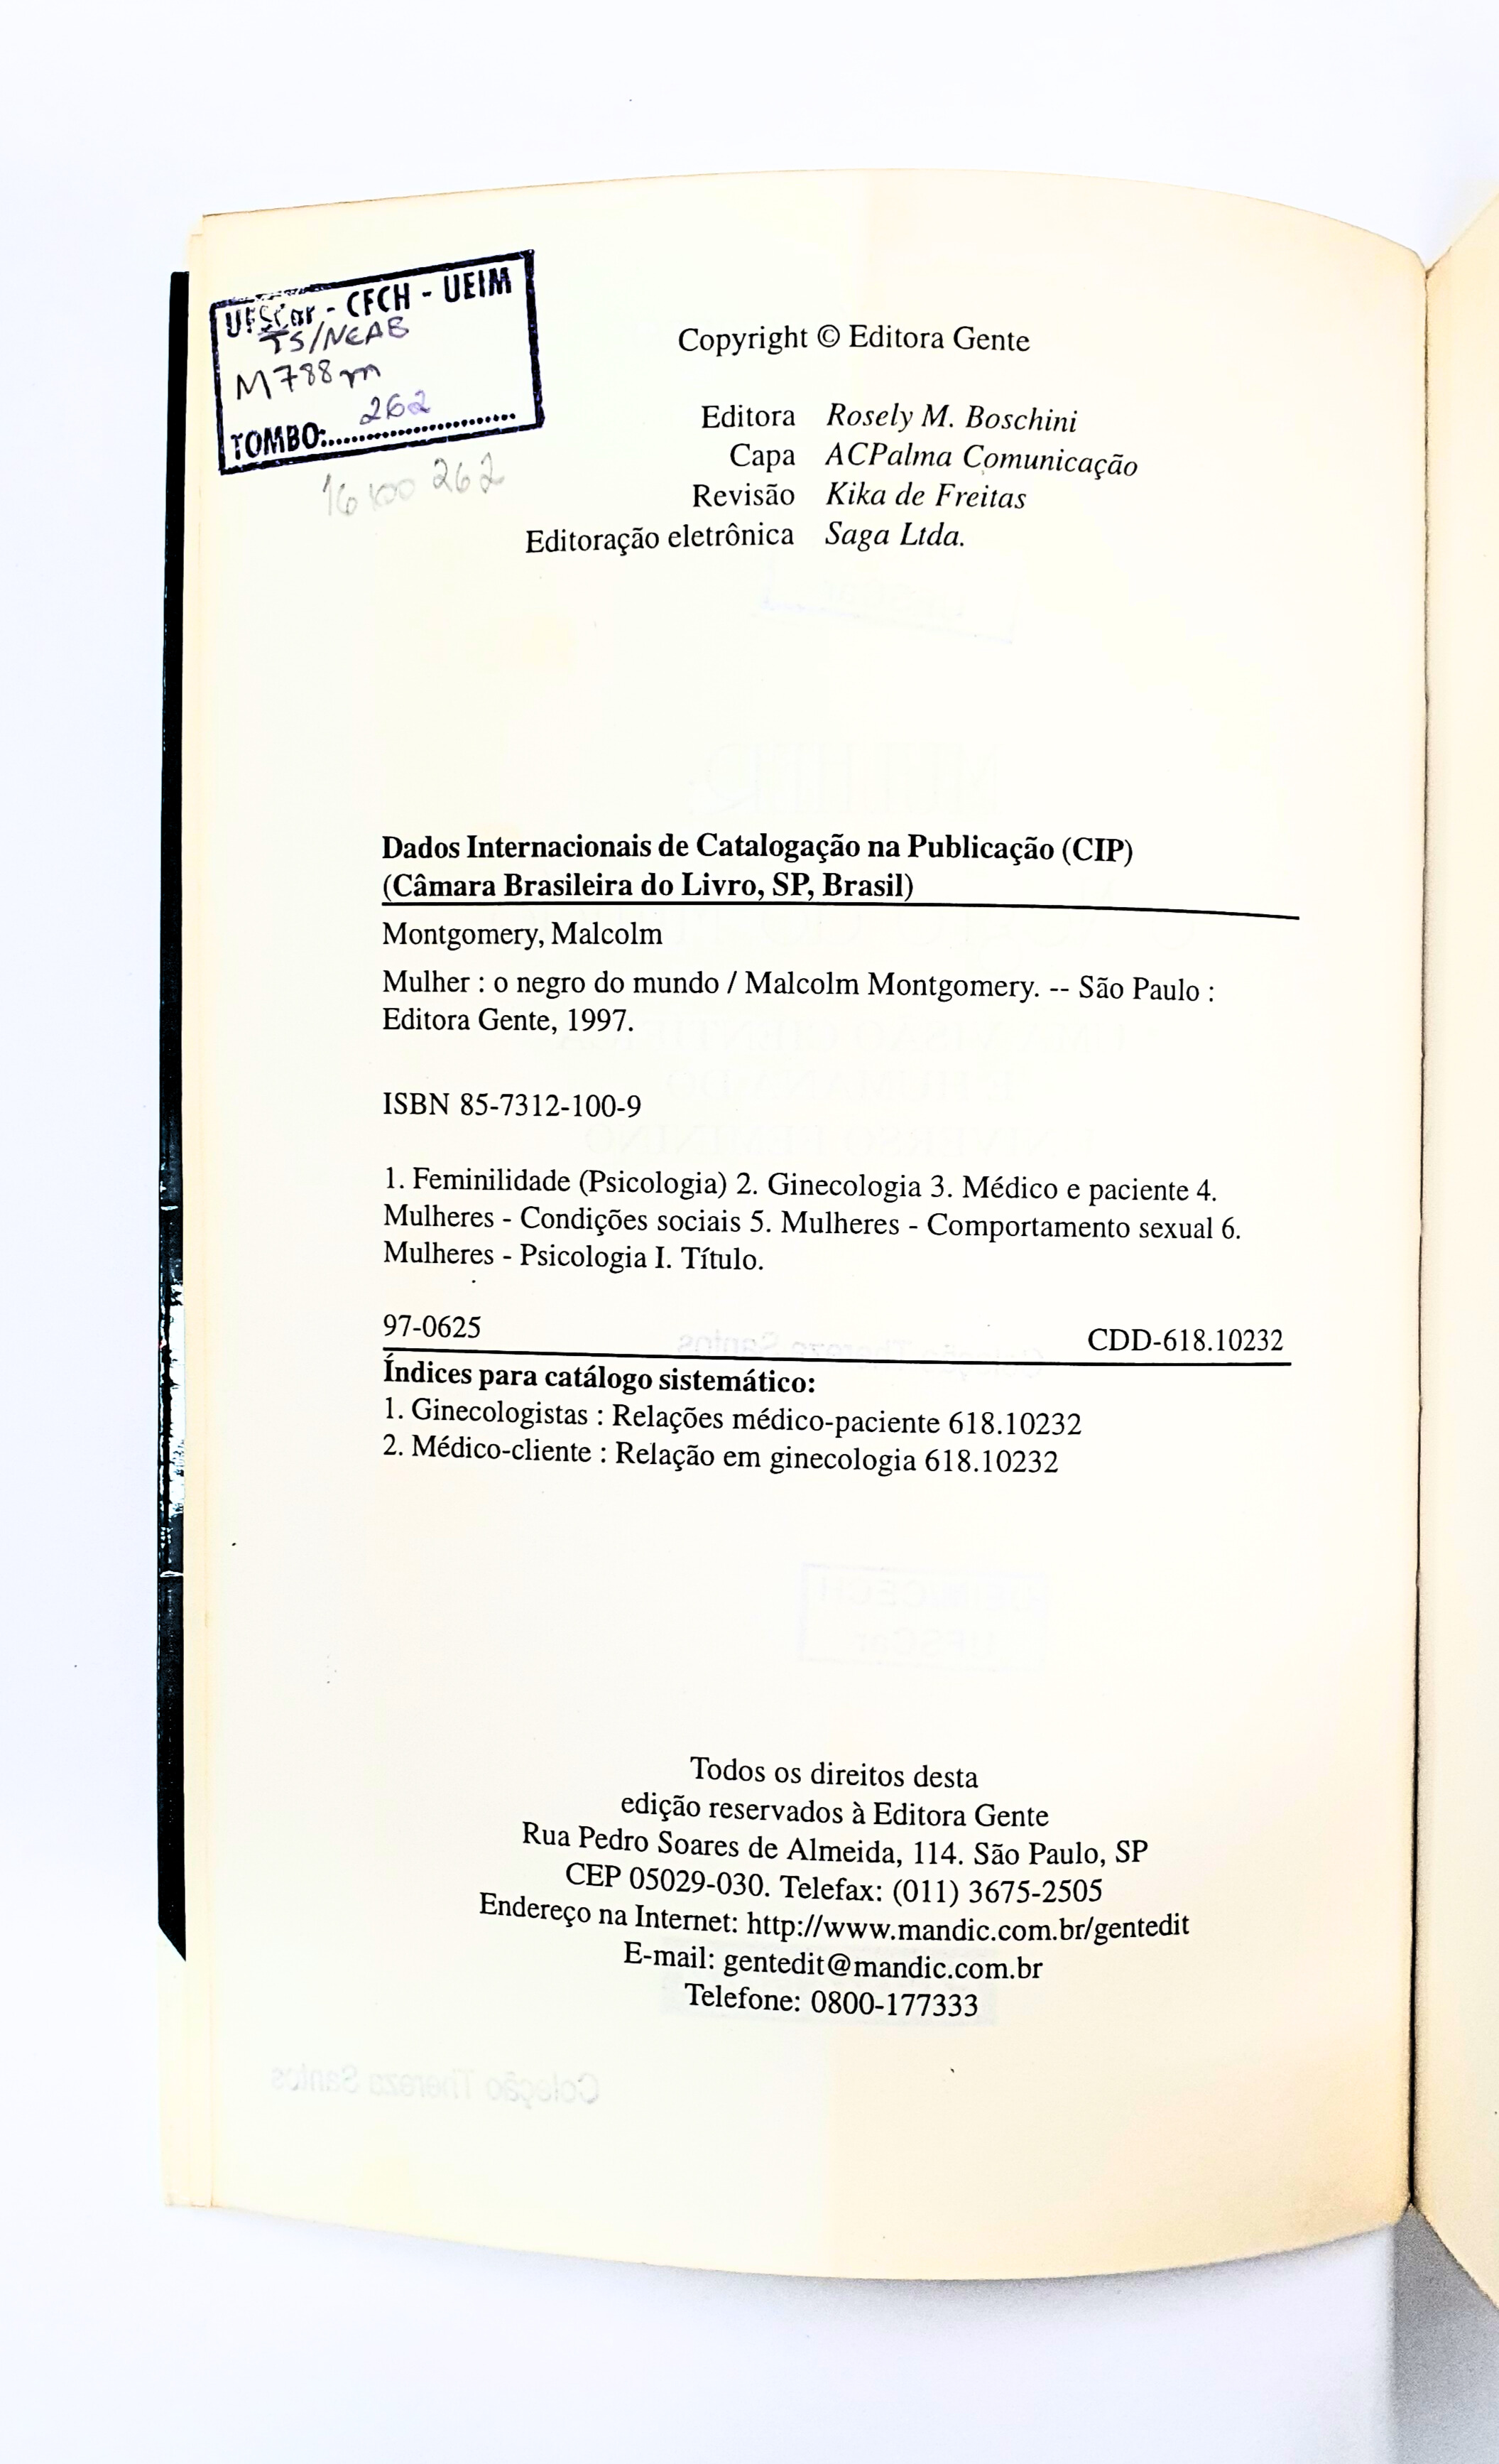 UFSCar - CFCH - UEIM
TS/NEAB
M788m
TOMBO: 262
262
Copyright © Editora Gente
Editora Rosely M. Boschini
Capa ACPalma Comunicação
Revisão Kika de Freitas
Editoração eletrônica Saga Ltda.
Dados Internacionais de Catalogação na Publicação (CIP)
(Câmara Brasileira do Livro, SP, Brasil)
Montgomery, Malcolm
Mulher : o negro do mundo / Malcolm Montgomery. -- São Paulo :
Editora Gente, 1997.
ISBN 85-7312-100-9
1. Feminilidade (Psicologia) 2. Ginecologia 3. Médico e paciente 4.
Mulheres - Condições sociais 5. Mulheres - Comportamento sexual 6.
Mulheres - Psicologia I. Título.
97-0625 CDD-618.10232
Índices para catálogo sistemático:
1. Ginecologistas : Relações médico-paciente 618.10232
2. Médico-cliente : Relação em ginecologia 618.10232
Todos os direitos desta
edição reservados à Editora Gente
Rua Pedro Soares de Almeida, 114. São Paulo, SP
CEP 05029-030. Telefax: (011) 3675-2505
Endereço na Internet: http://www.mandic.com.br/gentedit
E-mail: gentedit@mandic.com.br
Telefone: 0800-177333
Coleção Thereza Santos